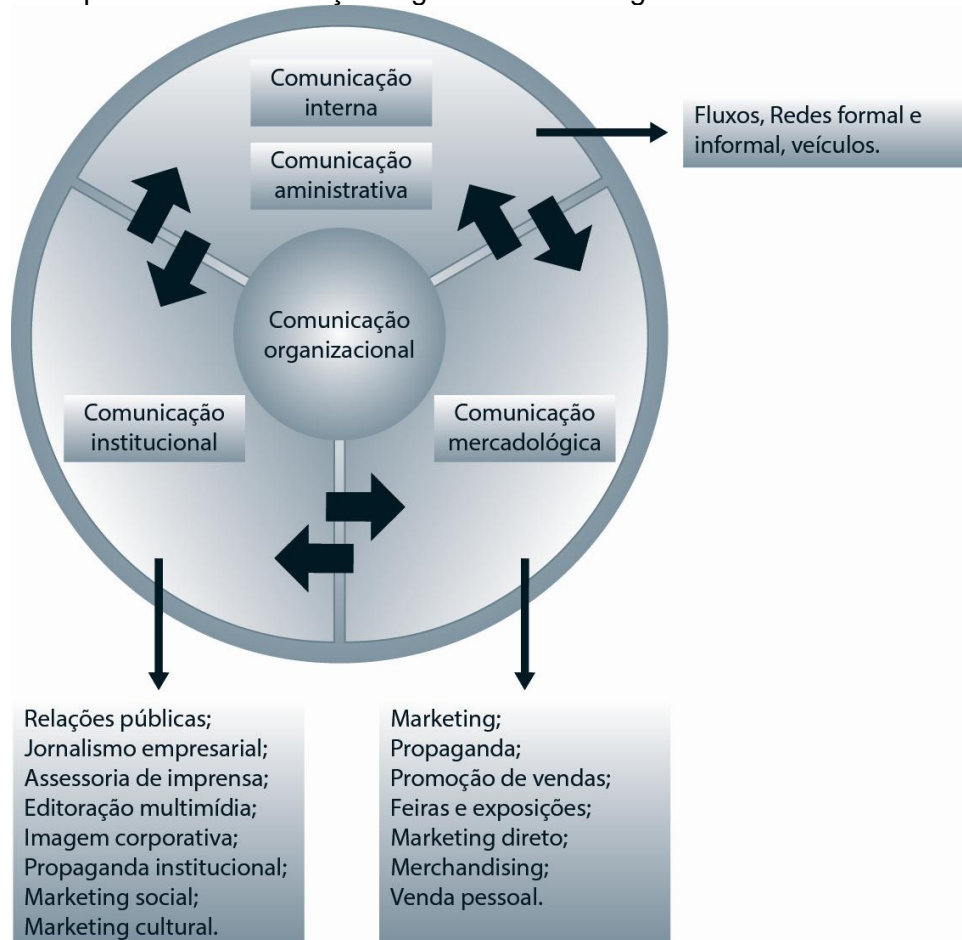 Comunicação
interna
Comunicação
aministrativa
Fluxos, Redes formal e
informal, veículos.
Comunicação
organizacional
Comunicação
institucional
Comunicação
mercadológica
Relações públicas;
Jornalismo empresarial;
Assessoria de imprensa;
Editoração multimídia;
Imagem corporativa;
Propaganda institucional;
Marketing social;
Marketing cultural.
Marketing;
Propaganda;
Promoção de vendas;
Feiras e exposições;
Marketing direto;
Merchandising;
Venda pessoal.